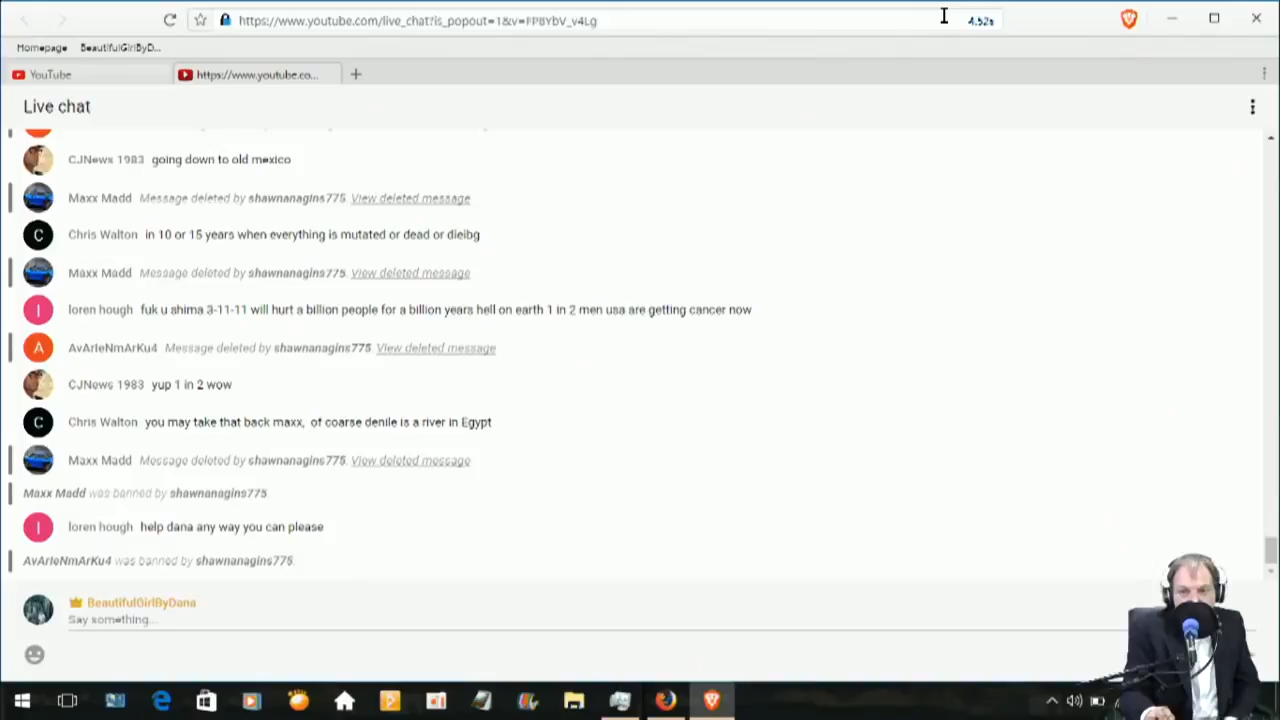 https://www.youtube.com/live_chat?is_popout=1&v=FP8YbV_v4Lg
4.52s
Homepage BeautifulGirlByD...
YouTube https://www.youtube.co...
Live chat
CJNews 1983 going down to old mexico
Maxx Madd Message deleted by shawnanagins775. View deleted message
Chris Walton in 10 or 15 years when everything is mutated or dead or dieibg
Maxx Madd Message deleted by shawnanagins775. View deleted message
loren hough fuk u shima 3-11-11 will hurt a billion people for a billion years hell on earth 1 in 2 men usa are getting cancer now
A AvArIeNmArKu4 Message deleted by shawnanagins775. View deleted message
CJNews 1983 yup 1 in 2 wow
C Chris Walton you may take that back maxx, of coarse denile is a river in Egypt
Maxx Madd Message deleted by shawnanagins775. View deleted message
Maxx Madd was banned by shawnanagins775.
loren hough help dana any way you can please
AvArIeNmArKu4 was banned by shawnanagins775.
BeautifulGirlByDana
Say something...